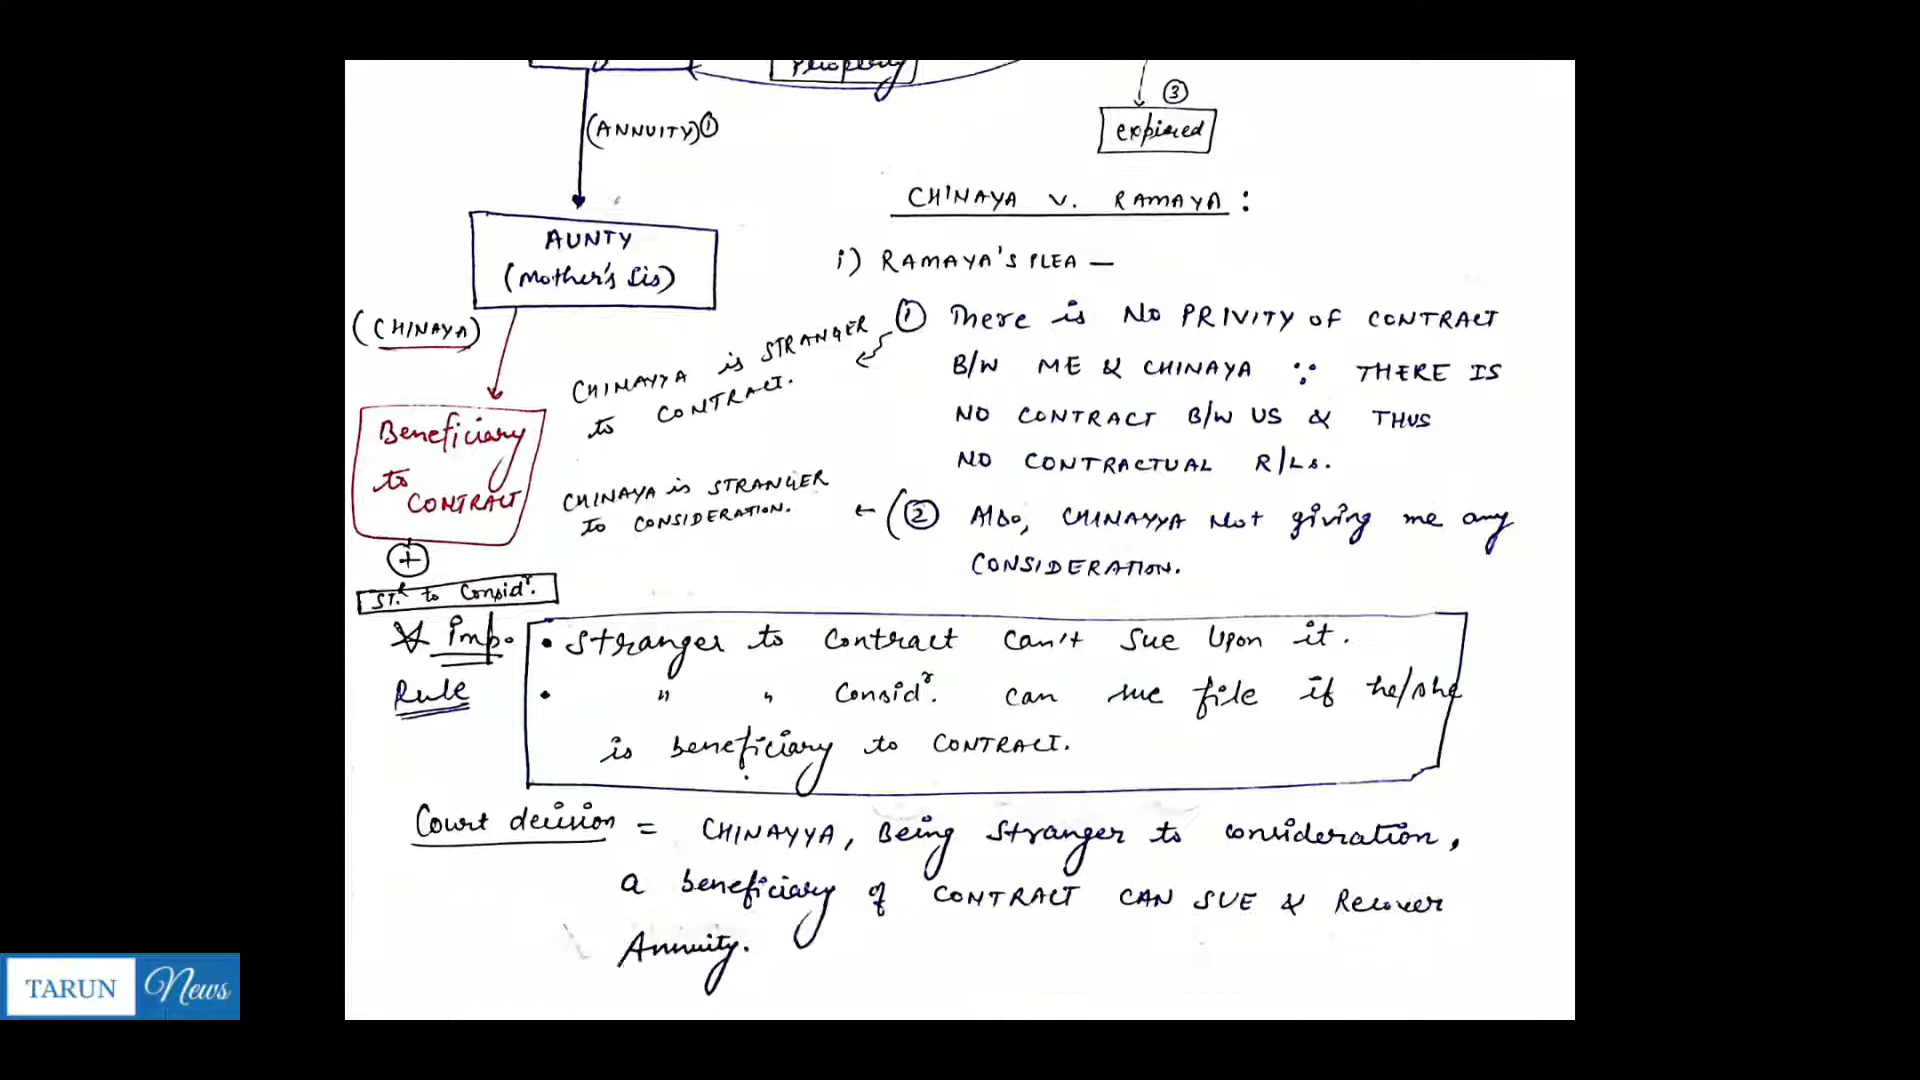 Property
(ANNUITY) ①
③
expired
CHINAYA V. RAMAYA :
AUNTY
(Mother's Sis)
i) RAMAYA'S PLEA —
(CHINAYA)
① There is NO PRIVITY OF CONTRACT
B/W ME & CHINAYA ∵ THERE IS
NO CONTRACT B/W US & THUS
NO CONTRACTUAL R/Ls.
CHINAYYA is STRANGER
to CONTRACT.
Beneficiary
to
CONTRACT
CHINAYA is STRANGER
TO CONSIDERATION.
← (② Also, CHINAYYA Not giving me any
CONSIDERATION.
+
ST.r to Considr.
☆ Imp.
Rule
• Stranger to Contract Can't Sue Upon it.
• " " Considr. can sue file if he/she
is beneficiary to CONTRACT.
Court decision = CHINAYYA, Being Stranger to consideration,
a beneficiary of CONTRACT CAN SUE & Recover
Annuity.
TARUN News